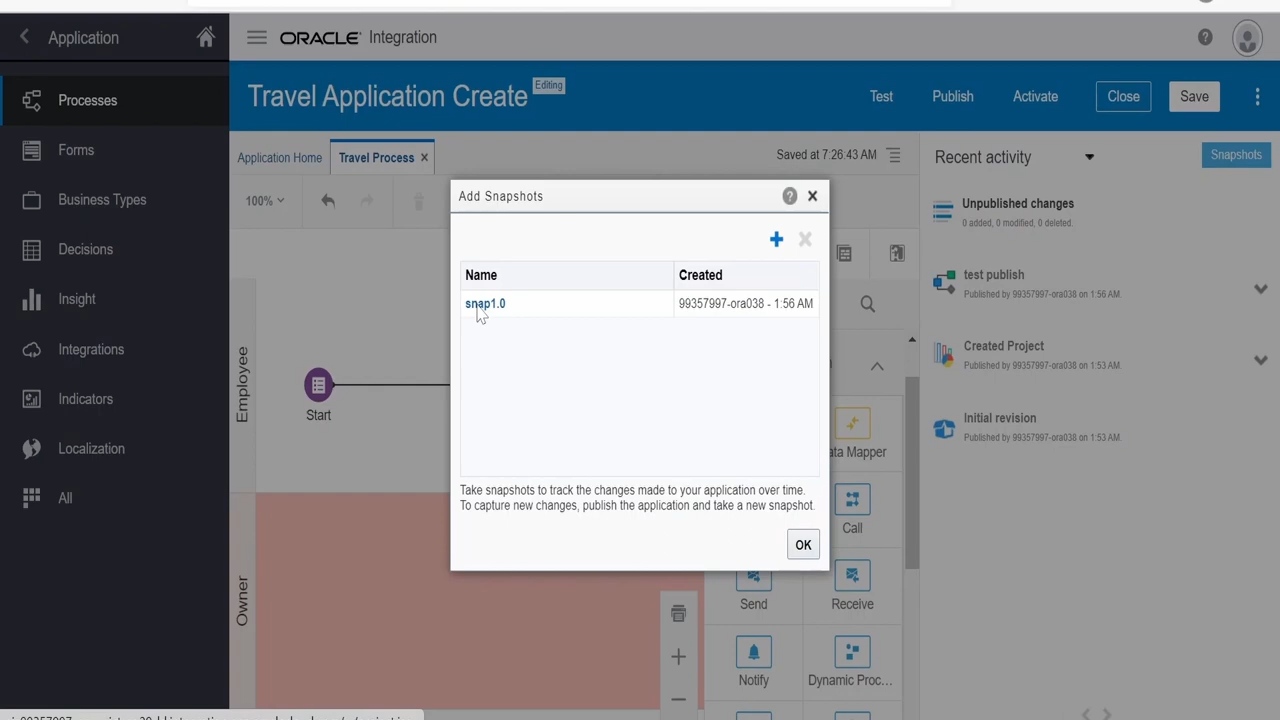 Application
ORACLE Integration
Travel Application Create
Editing
Test
Publish
Activate
Close
Save
Processes
Forms
Business Types
Decisions
Insight
Integrations
Indicators
Localization
All
Application Home
Travel Process
Saved at 7:26:43 AM
100%
Employee
Start
Owner
Add Snapshots
Name
Created
snap1.0
99357997-ora038 - 1:56 AM
Take snapshots to track the changes made to your application over time.
To capture new changes, publish the application and take a new snapshot.
OK
ata Mapper
Call
Send
Receive
Notify
Dynamic Proc...
Recent activity
Snapshots
Unpublished changes
0 added, 0 modified, 0 deleted.
test publish
Published by 99357997-ora038 on 1:56 AM.
Created Project
Published by 99357997-ora038 on 1:53 AM.
Initial revision
Published by 99357997-ora038 on 1:53 AM.